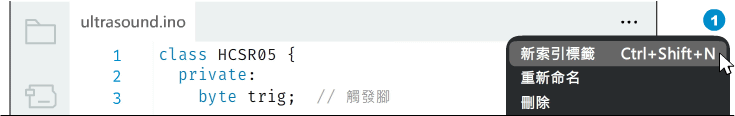 ultrasound.ino ... 1
1 class HCSR05 {
新索引標籤 Ctrl+Shift+N
2 private:
重新命名
3 byte trig; // 觸發腳
刪除